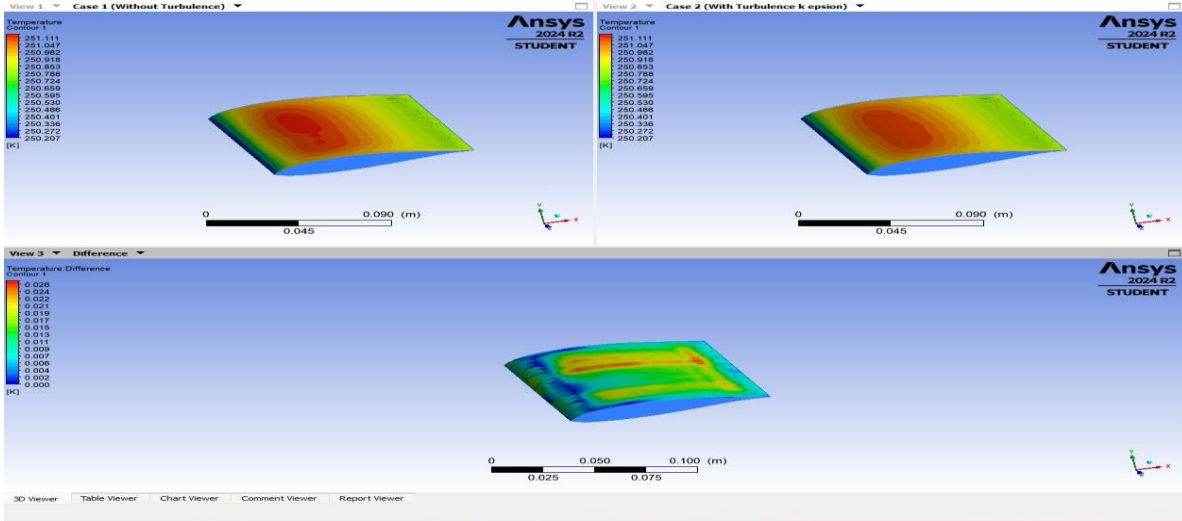 View 1 Case 1 (Without Turbulence)
Temperature
Contour 1
251.111
251.047
250.982
250.918
250.853
250.788
250.724
250.659
250.595
250.530
250.466
250.401
250.336
250.272
250.207
[K]
Ansys
2024 R2
STUDENT
0 0.090 (m)
0.045
Y
X
Z
View 2 Case 2 (With Turbulence k epsion)
Temperature
Contour 1
251.111
251.047
250.982
250.918
250.853
250.788
250.724
250.659
250.595
250.530
250.466
250.401
250.336
250.272
250.207
[K]
Ansys
2024 R2
STUDENT
0 0.090 (m)
0.045
Y
X
Z
View 3 Difference
Temperature.Difference
Contour 1
0.026
0.024
0.022
0.021
0.019
0.017
0.015
0.013
0.011
0.009
0.007
0.006
0.004
0.002
0.000
[K]
Ansys
2024 R2
STUDENT
0 0.050 0.100 (m)
0.025 0.075
Y
X
Z
3D Viewer Table Viewer Chart Viewer Comment Viewer Report Viewer